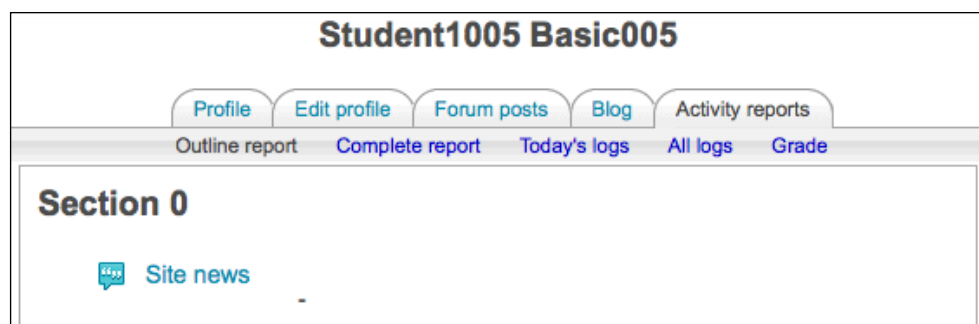 Student1005 Basic005
Profile Edit profile Forum posts Blog Activity reports
Outline report Complete report Today's logs All logs Grade
Section 0
Site news
-